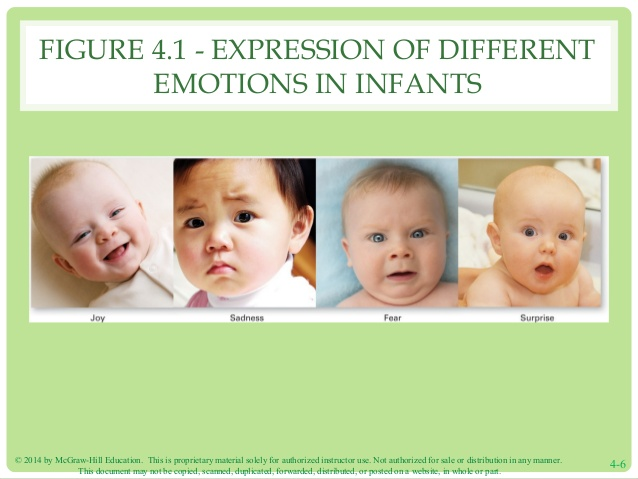 FIGURE 4.1 - EXPRESSION OF DIFFERENT
EMOTIONS IN INFANTS
Joy
Sadness
Fear
Surprise
© 2014 by McGraw-Hill Education. This is proprietary material solely for authorized instructor use. Not authorized for sale or distribution in any manner.
This document may not be copied, scanned, duplicated, forwarded, distributed, or posted on a website, in whole or part.
4-6